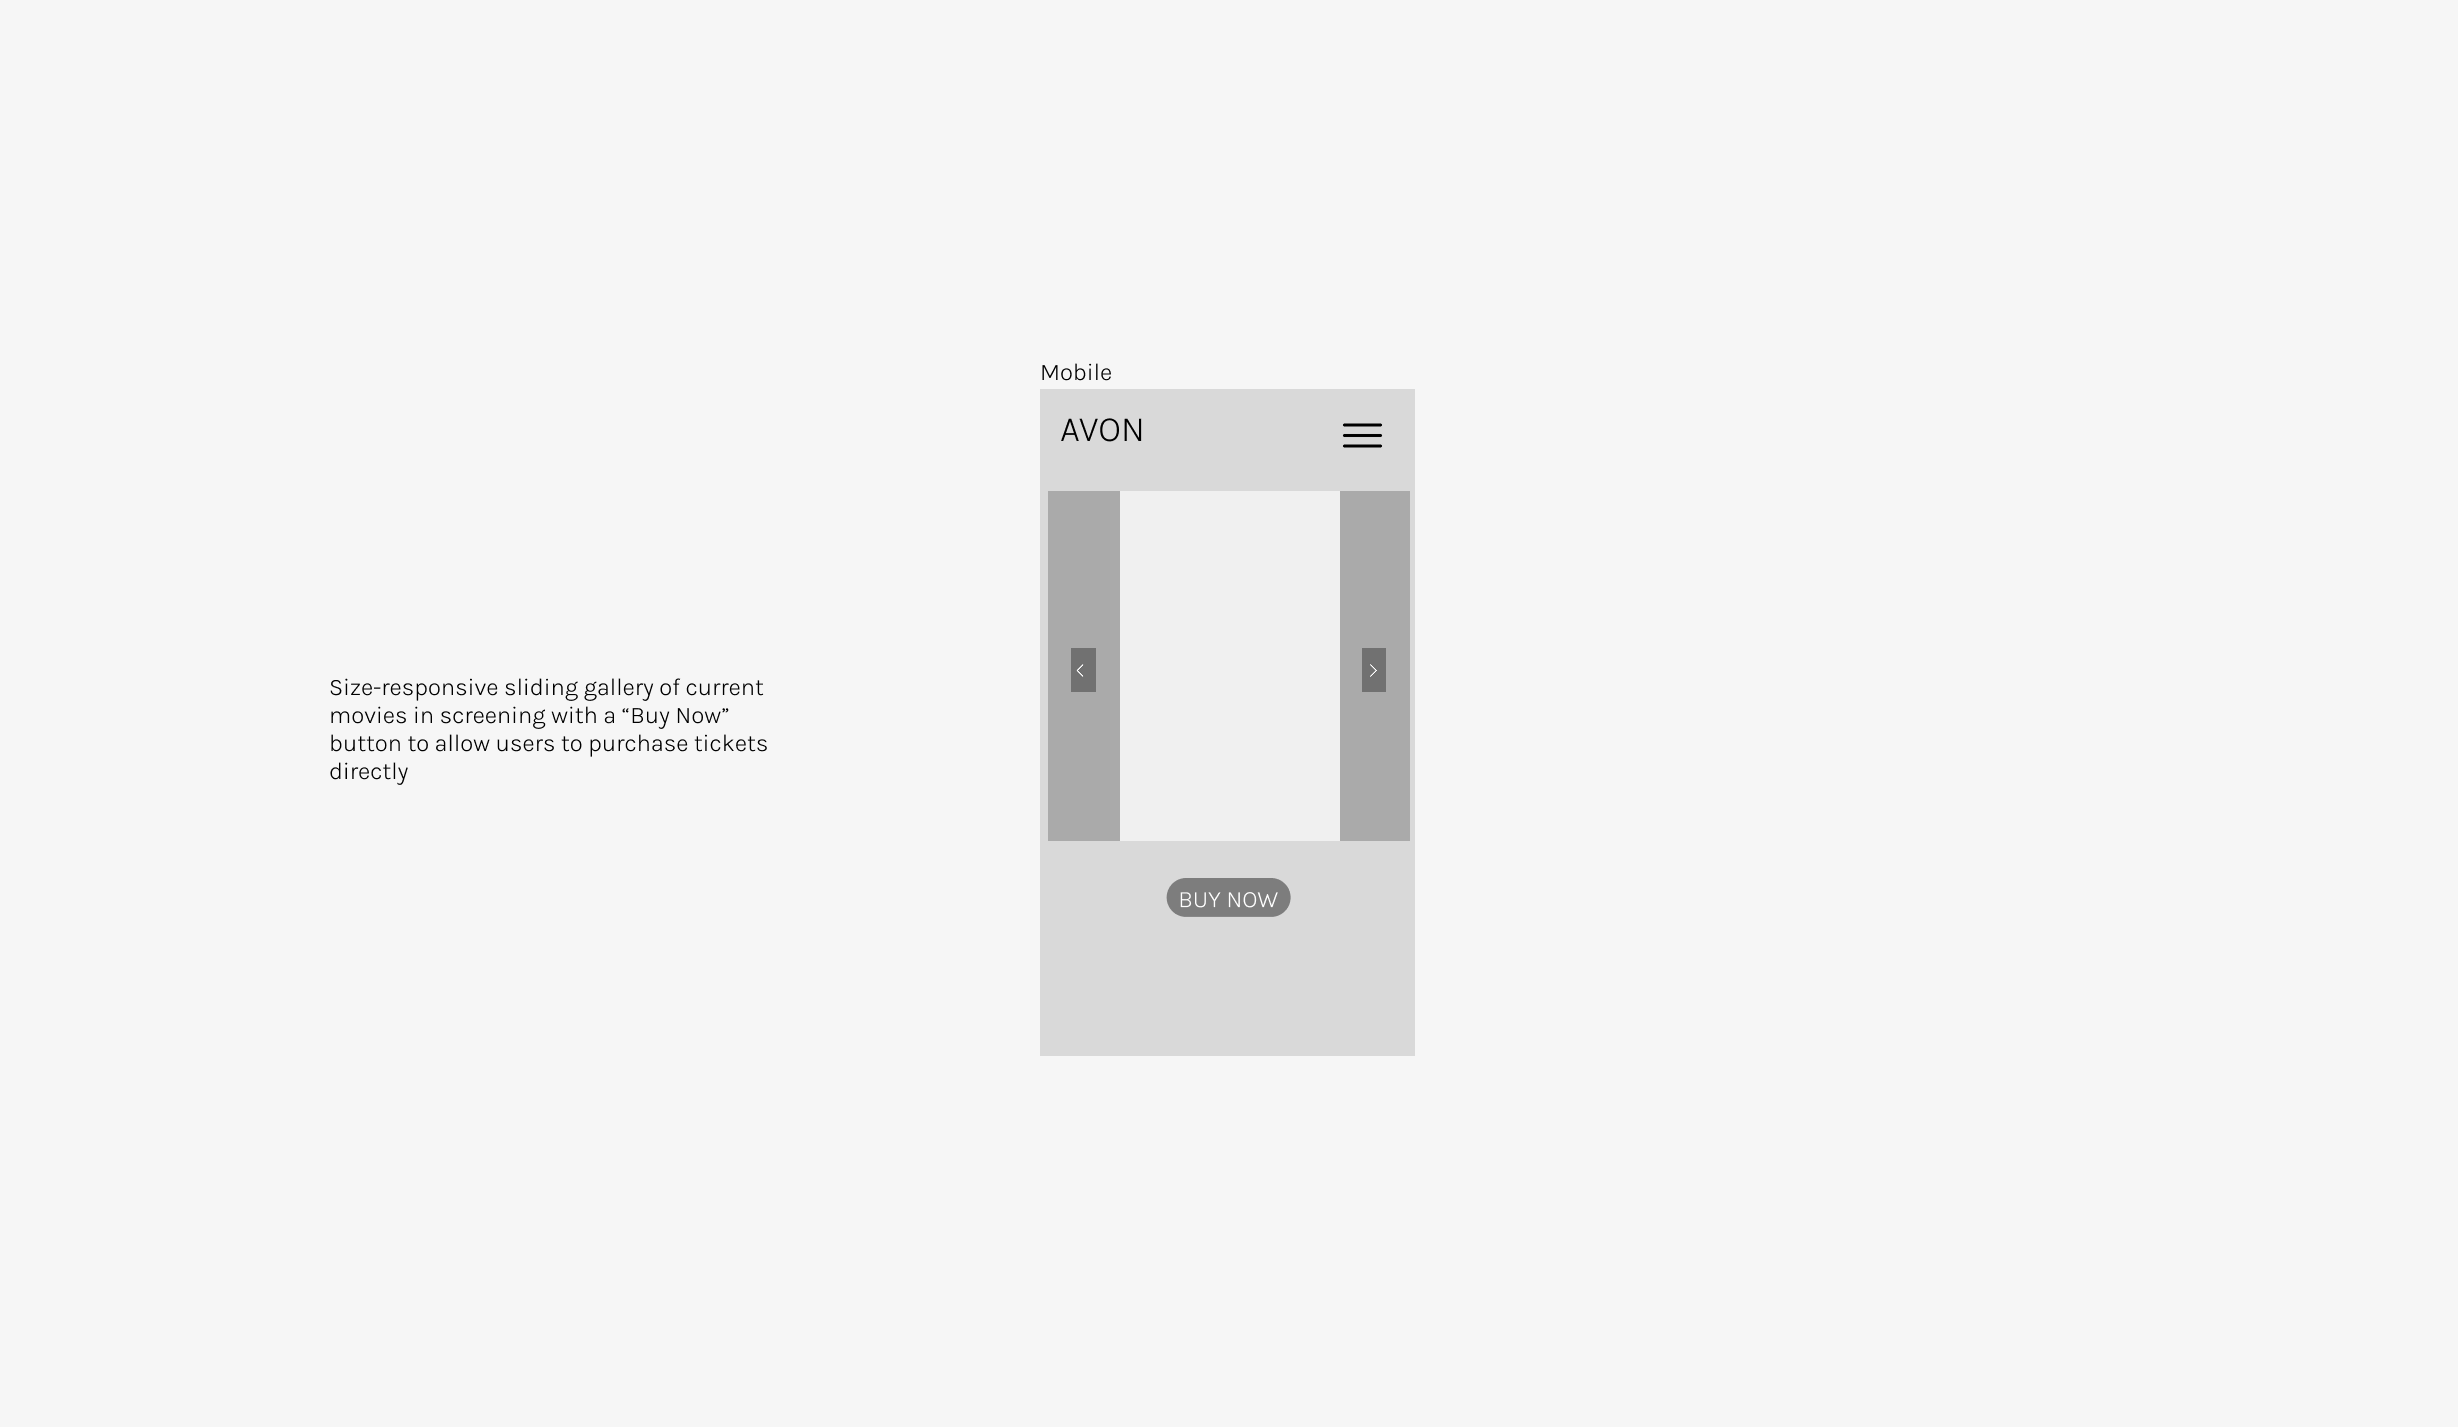 Mobile
AVON
Size-responsive sliding gallery of current
movies in screening with a “Buy Now”
button to allow users to purchase tickets
directly
BUY NOW